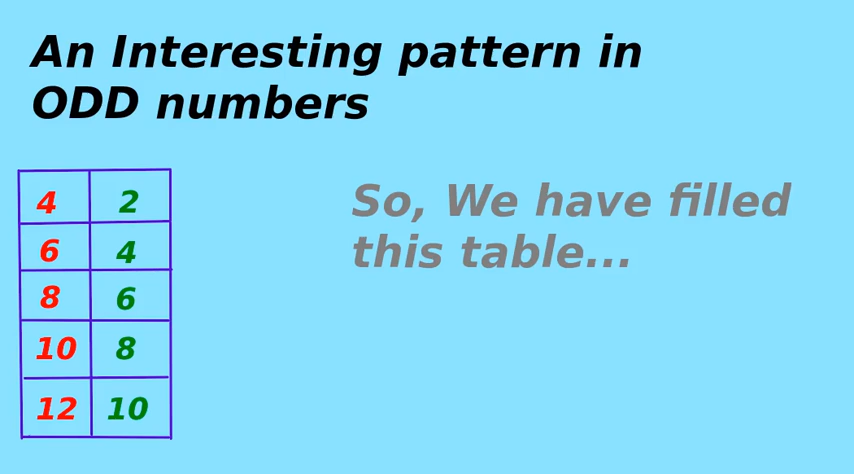 An Interesting pattern in
ODD numbers
So, We have filled
this table...
4 2
6 4
8 6
10 8
12 10